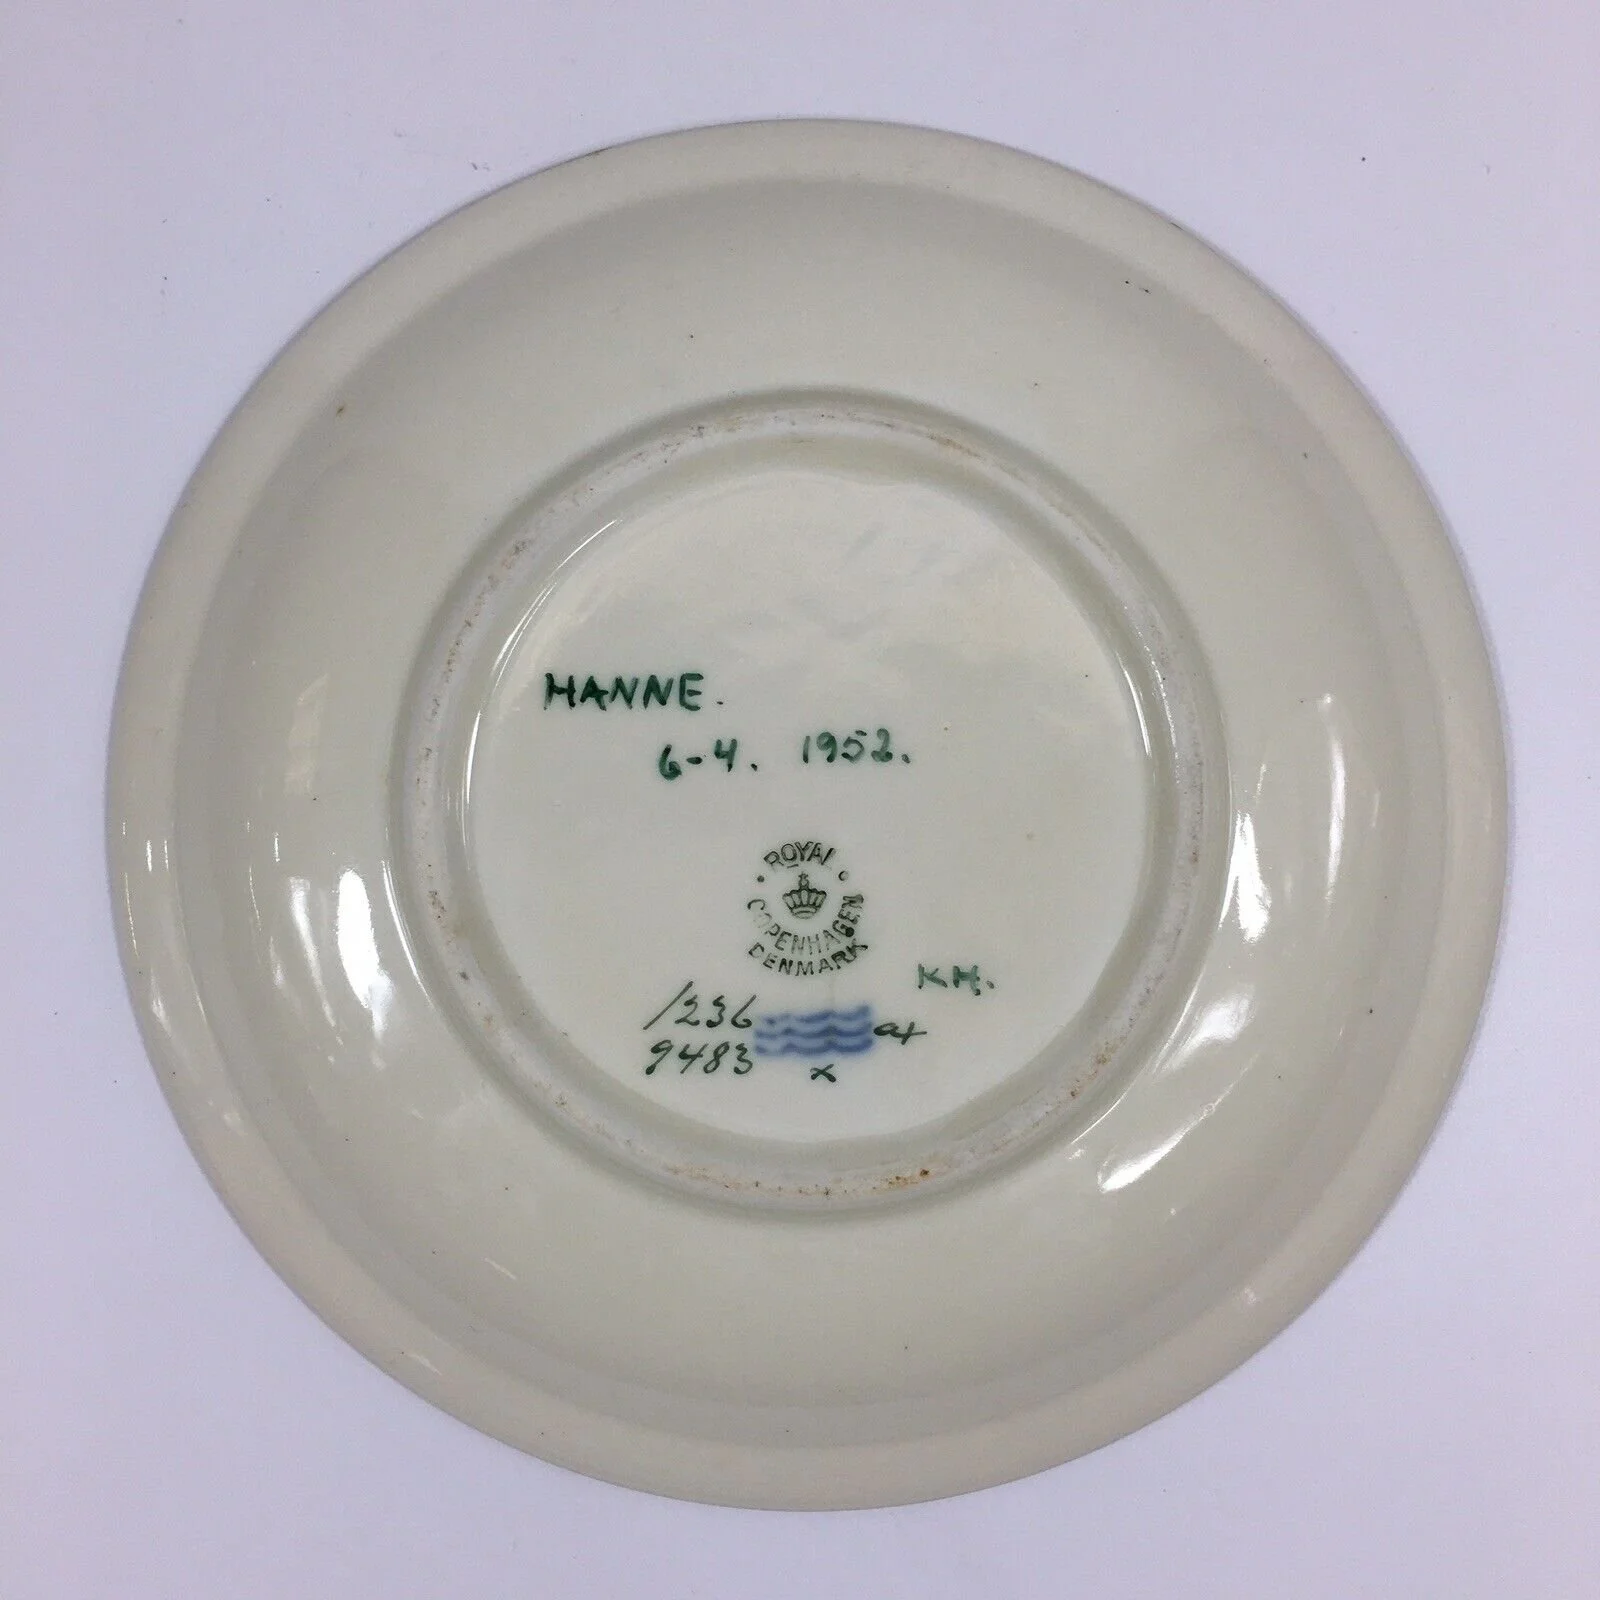 HANNE.
6-4. 1952.
ROYAL
COPENHAGEN
DENMARK
KH.
1236
9483
x